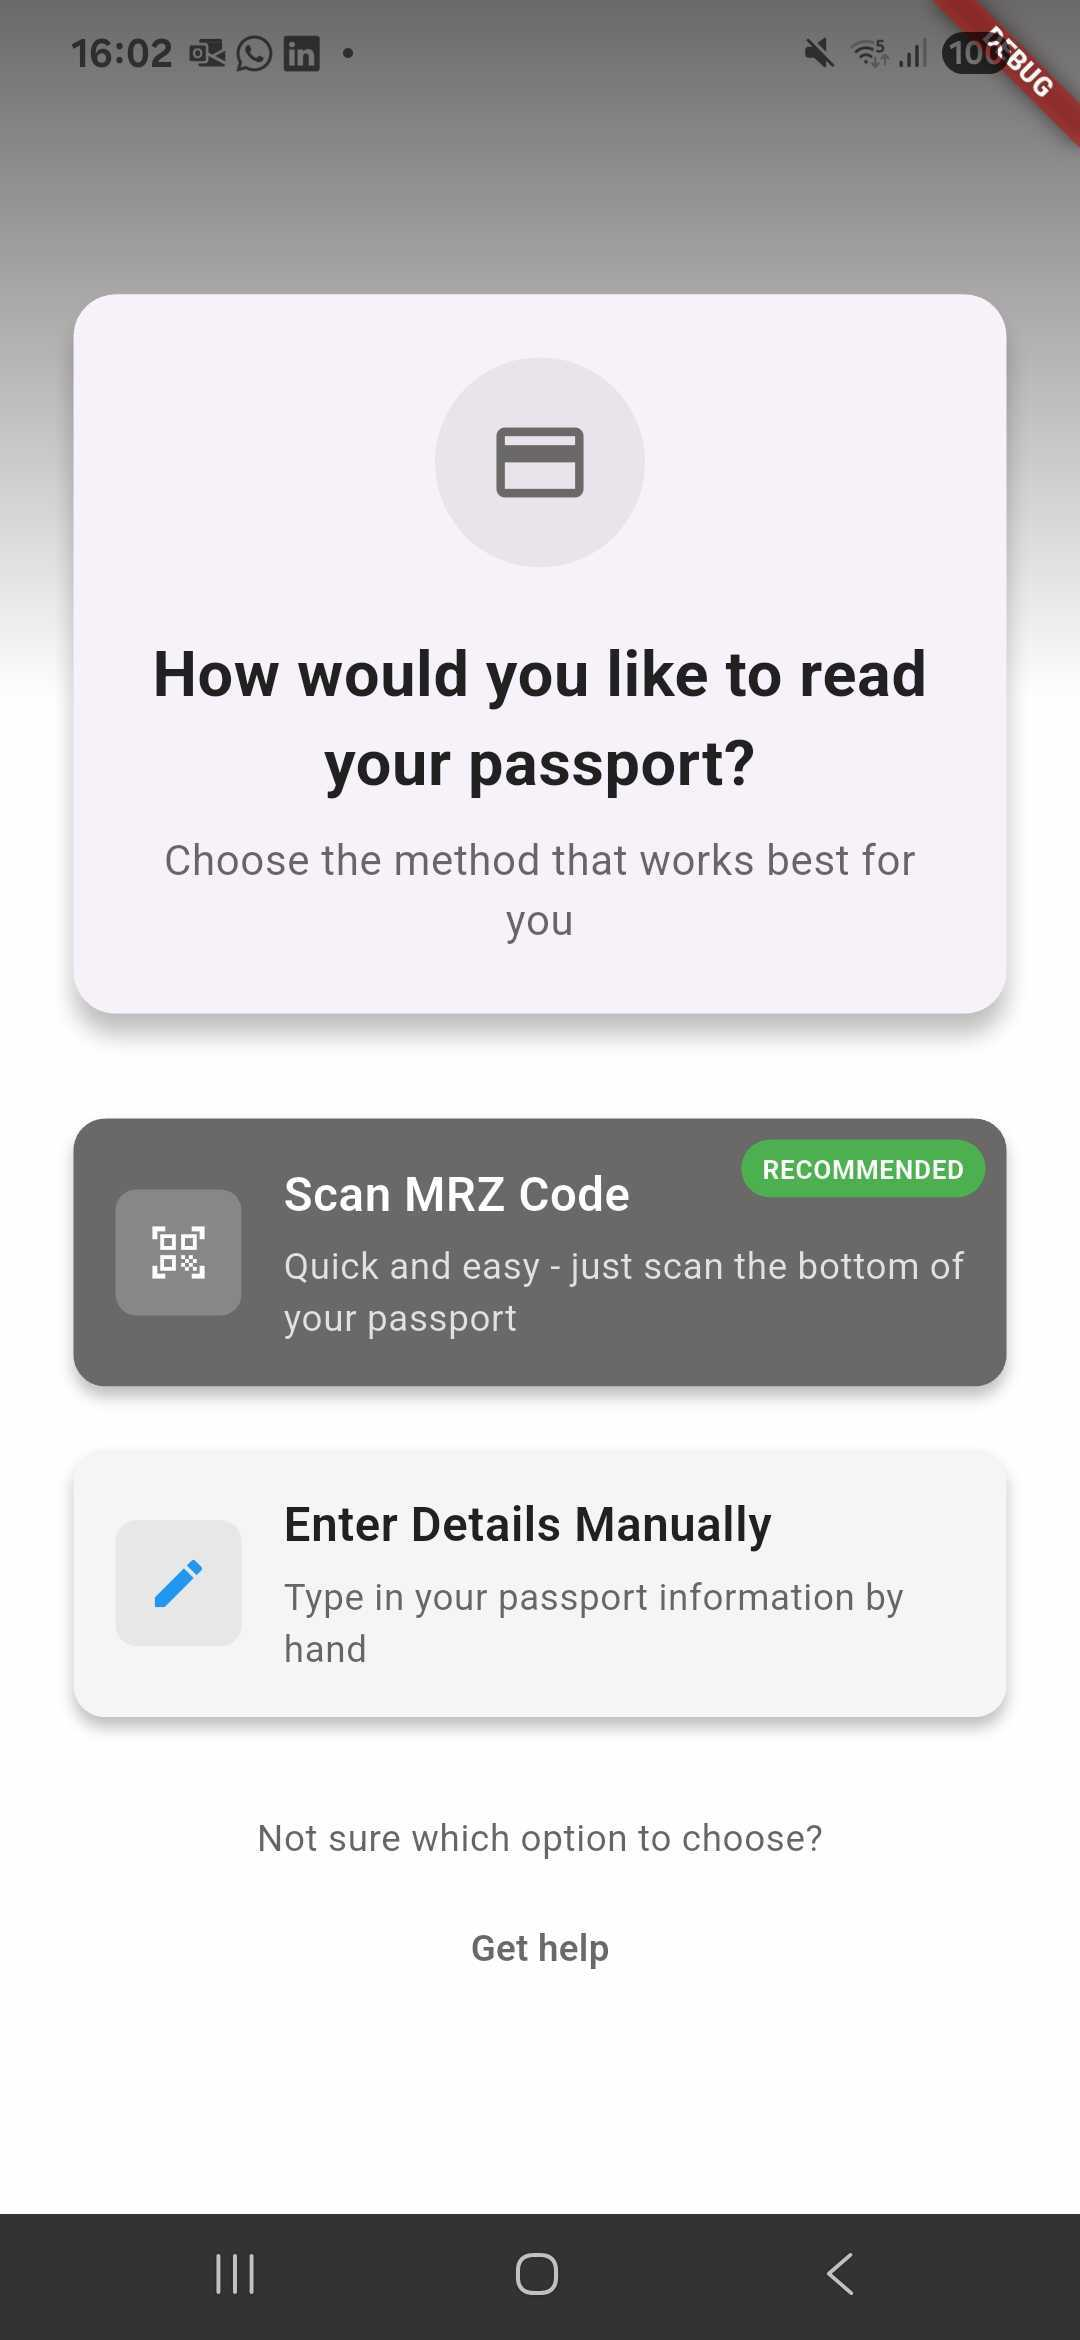 16:02
5
100
DEBUG
How would you like to read
your passport?
Choose the method that works best for
you
RECOMMENDED
Scan MRZ Code
Quick and easy - just scan the bottom of
your passport
Enter Details Manually
Type in your passport information by
hand
Not sure which option to choose?
Get help